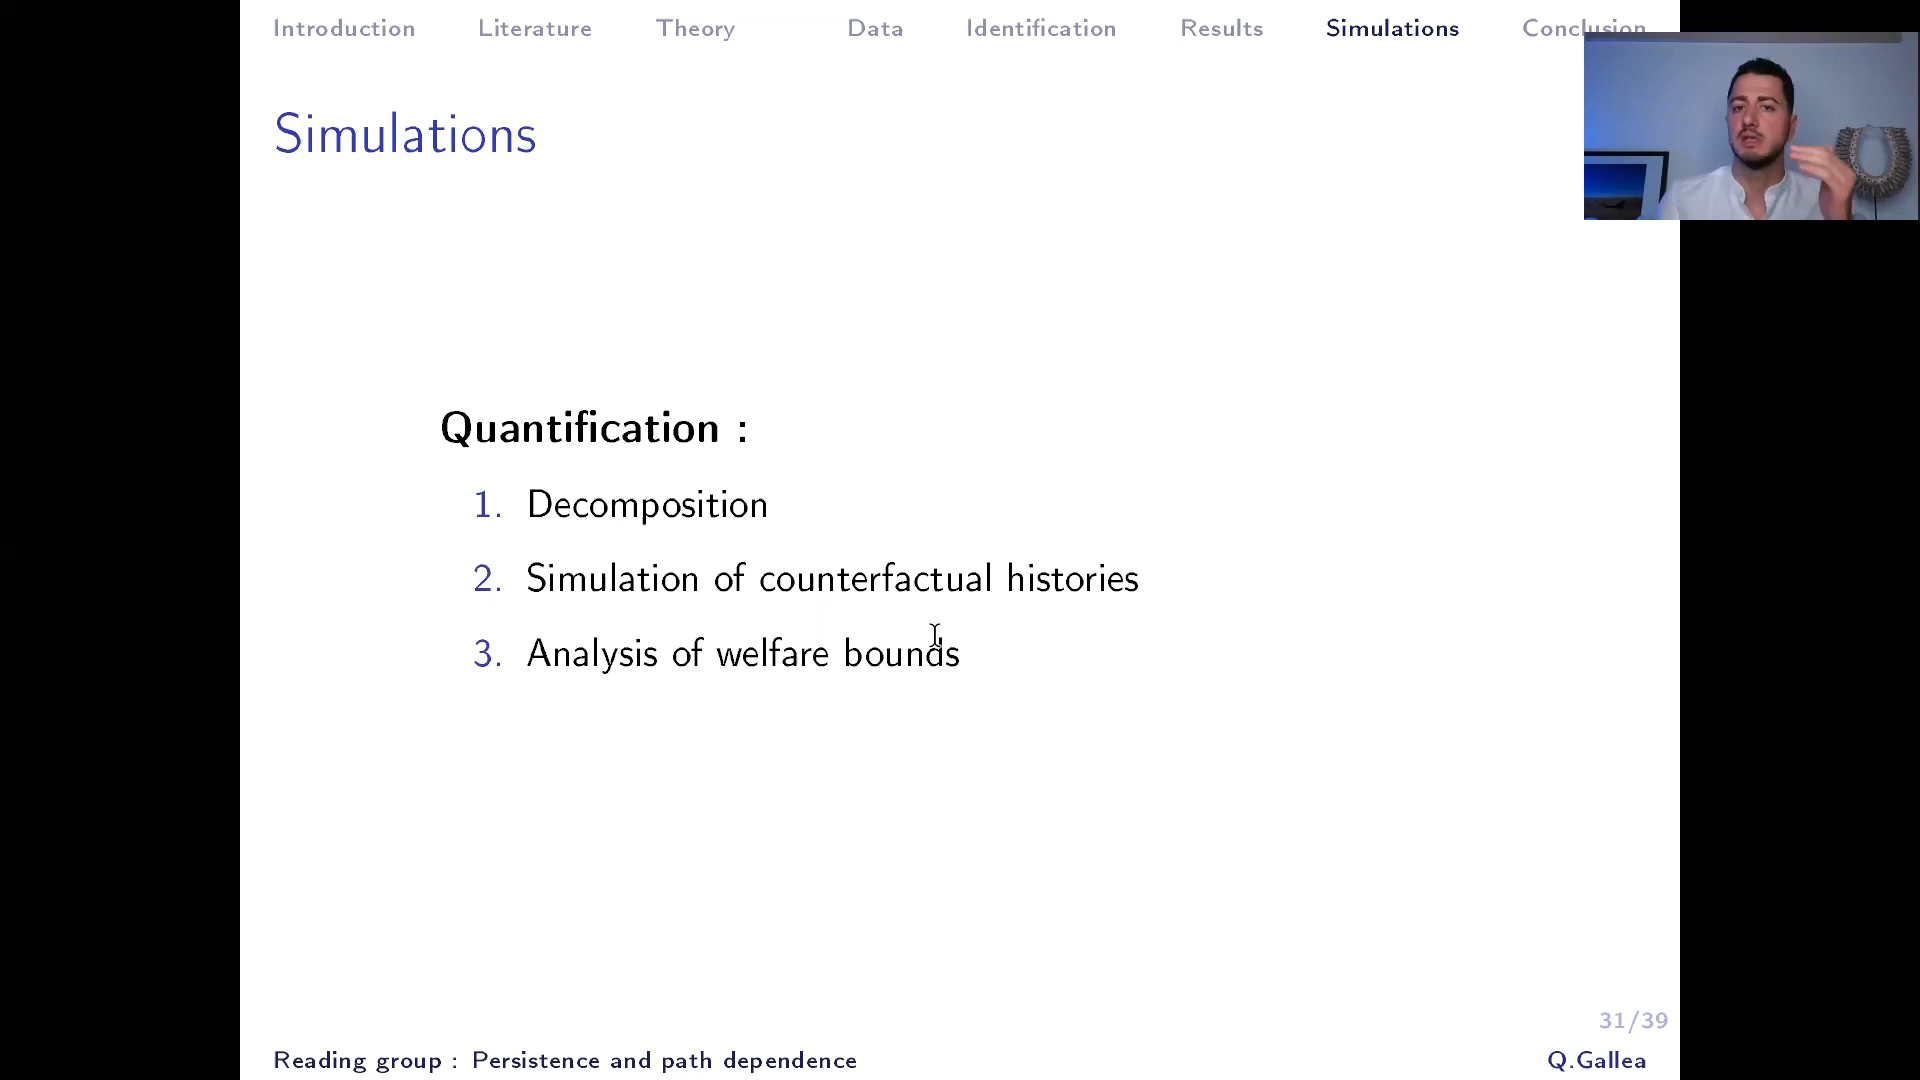 Introduction Literature Theory Data Identification Results Simulations Conclusion
Simulations
Quantification :
1. Decomposition
2. Simulation of counterfactual histories
3. Analysis of welfare bounds
31/39
Reading group : Persistence and path dependence Q.Gallea